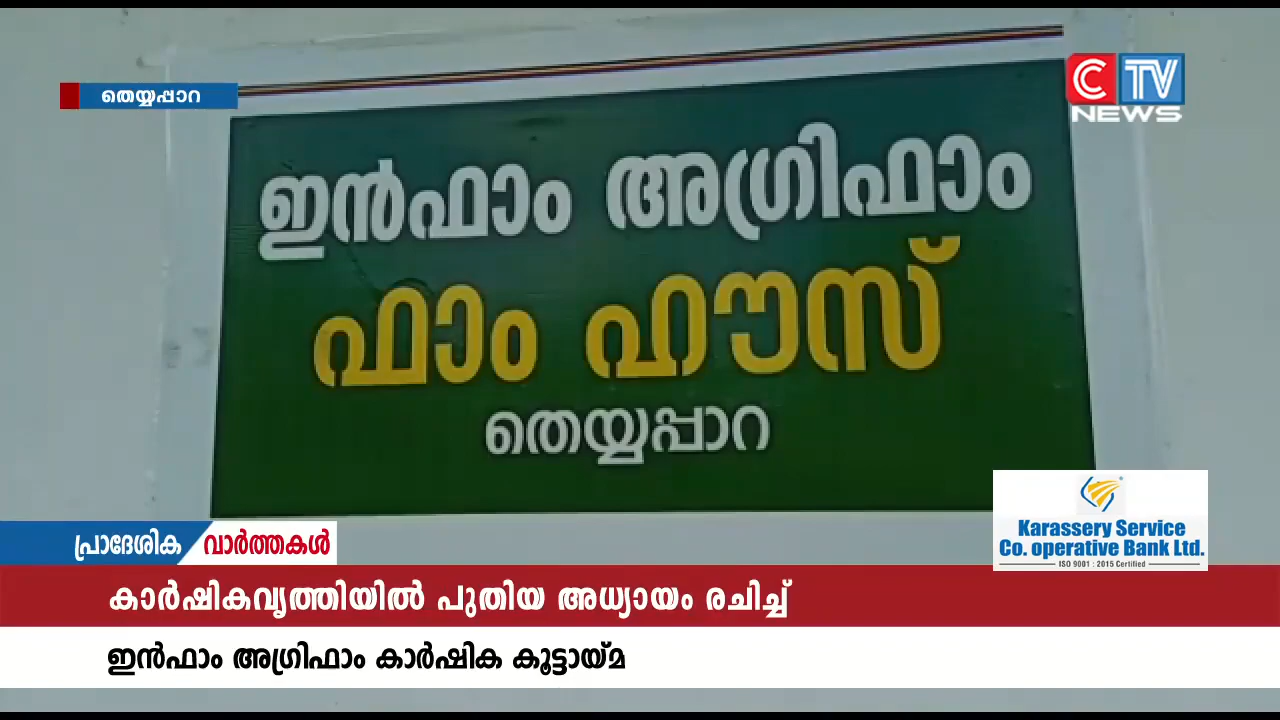 തെയ്യപ്പാറ
CTV
NEWS
ഇൻഫാം അഗ്രിഫാം
ഫാം ഹൗസ്
തെയ്യപ്പാറ
Karassery Service
Co. operative Bank Ltd.
ISO 9001 : 2015 Certified
പ്രാദേശിക വാർത്തകൾ
കാർഷികവൃത്തിയിൽ പുതിയ അധ്യായം രചിച്ച്
ഇൻഫാം അഗ്രിഫാം കാർഷിക കൂട്ടായ്മ